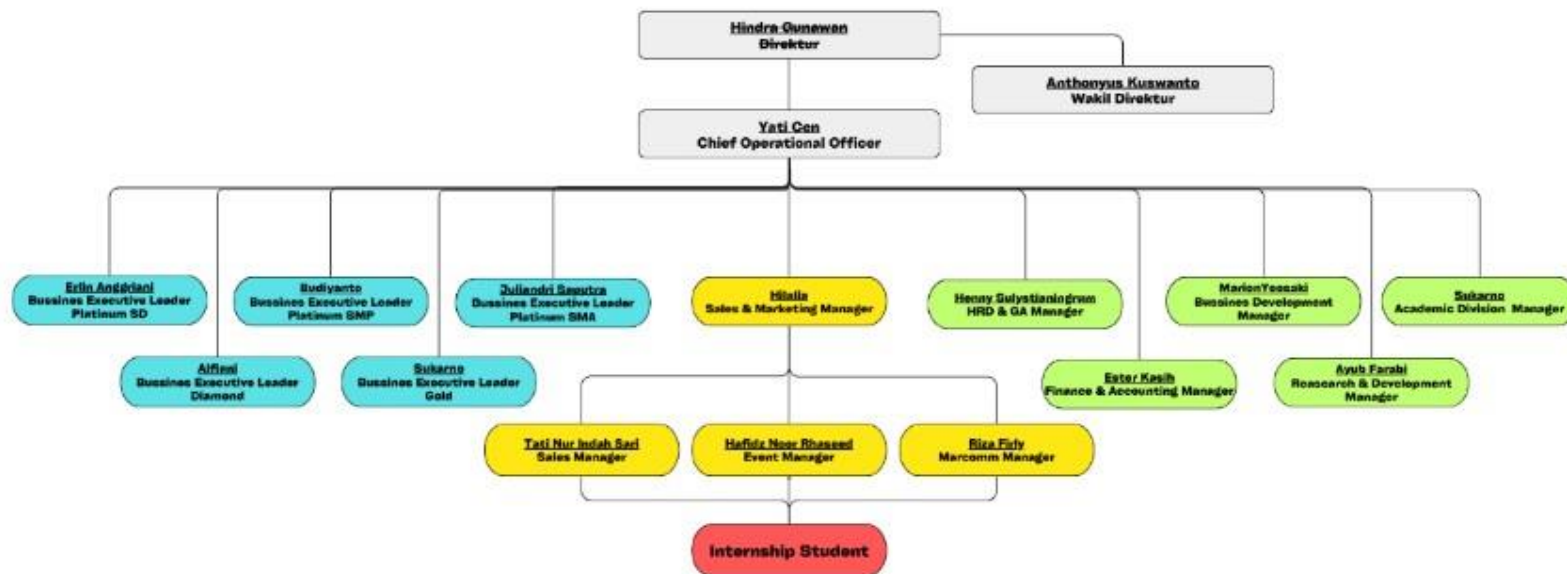 Hindra Gunawan
Direktur
Anthonyus Kuswanto
Wakil Direktur
Yati Cen
Chief Operational Officer
Erlin Anggriani
Bussines Executive Leader
Platinum SD
Budiyanto
Bussines Executive Leader
Platinum SMP
Juliandri Saputra
Bussines Executive Leader
Platinum SMA
Hilalia
Sales & Marketing Manager
Henny Sulystianingrum
HRD & GA Manager
Bussines Development
Manager
Sukarno
Academic Division Manager
Bussines Executive Leader
Diamond
Sukarno
Bussines Executive Leader
Gold
Ester Kasih
Finance & Accounting Manager
Ayub Farabi
Reasearch & Development
Manager
Tati Nur Indah Sari
Sales Manager
Hafidz Noor Rhaseed
Event Manager
Riza Firly
Marcomm Manager
Internship Student